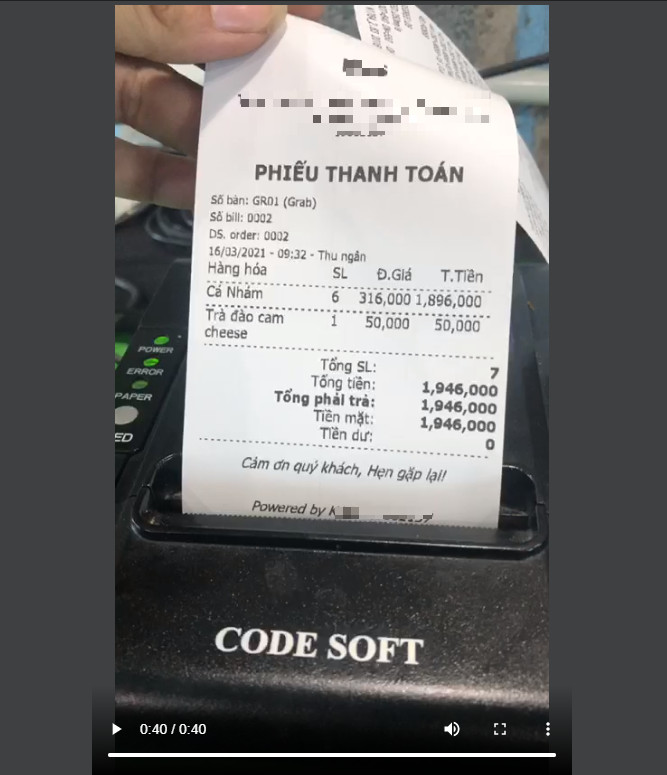 PHIẾU THANH TOÁN
Số bàn: GR01 (Grab)
Số bill: 0002
DS. order: 0002
16/03/2021 - 09:32 - Thu ngân
Hàng hóa SL Đ.Giá T.Tiền
Cá Nhám 6 316,000 1,896,000
Trà đào cam cheese 1 50,000 50,000
Tổng SL: 7
Tổng tiền: 1,946,000
Tổng phải trả: 1,946,000
Tiền mặt: 1,946,000
Tiền dư: 0
Cảm ơn quý khách, Hẹn gặp lại!
Powered by
POWER
ERROR
PAPER
ED
CODE SOFT
0:40 / 0:40